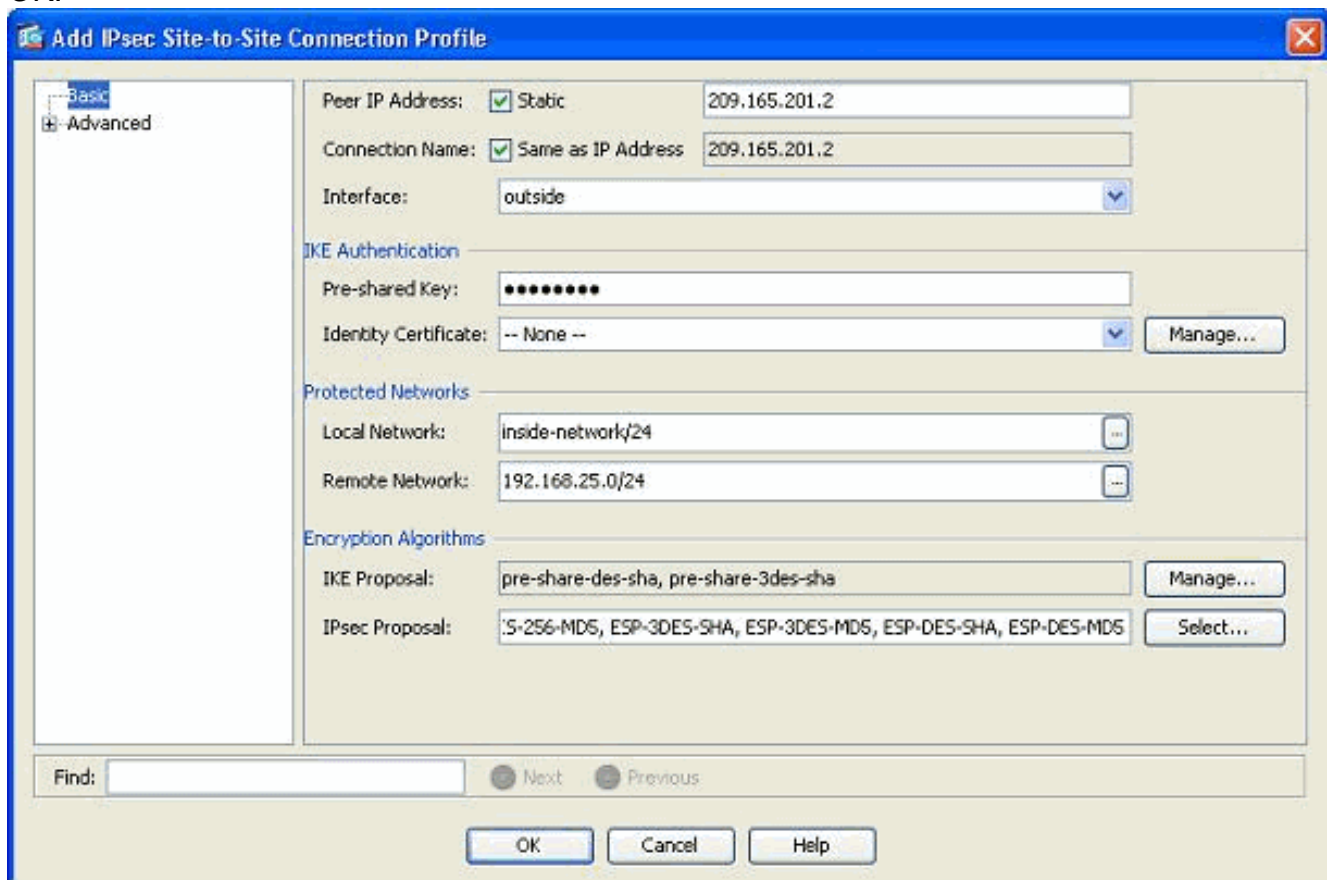 Add IPsec Site-to-Site Connection Profile
Basic
Advanced
Peer IP Address: Static 209.165.201.2
Connection Name: Same as IP Address 209.165.201.2
Interface: outside
IKE Authentication
Pre-shared Key: ••••••••
Identity Certificate: -- None -- Manage...
Protected Networks
Local Network: inside-network/24 ...
Remote Network: 192.168.25.0/24 ...
Encryption Algorithms
IKE Proposal: pre-share-des-sha, pre-share-3des-sha Manage...
IPsec Proposal: S-256-MD5, ESP-3DES-SHA, ESP-3DES-MD5, ESP-DES-SHA, ESP-DES-MD5 Select...
Find: Next Previous
OK Cancel Help